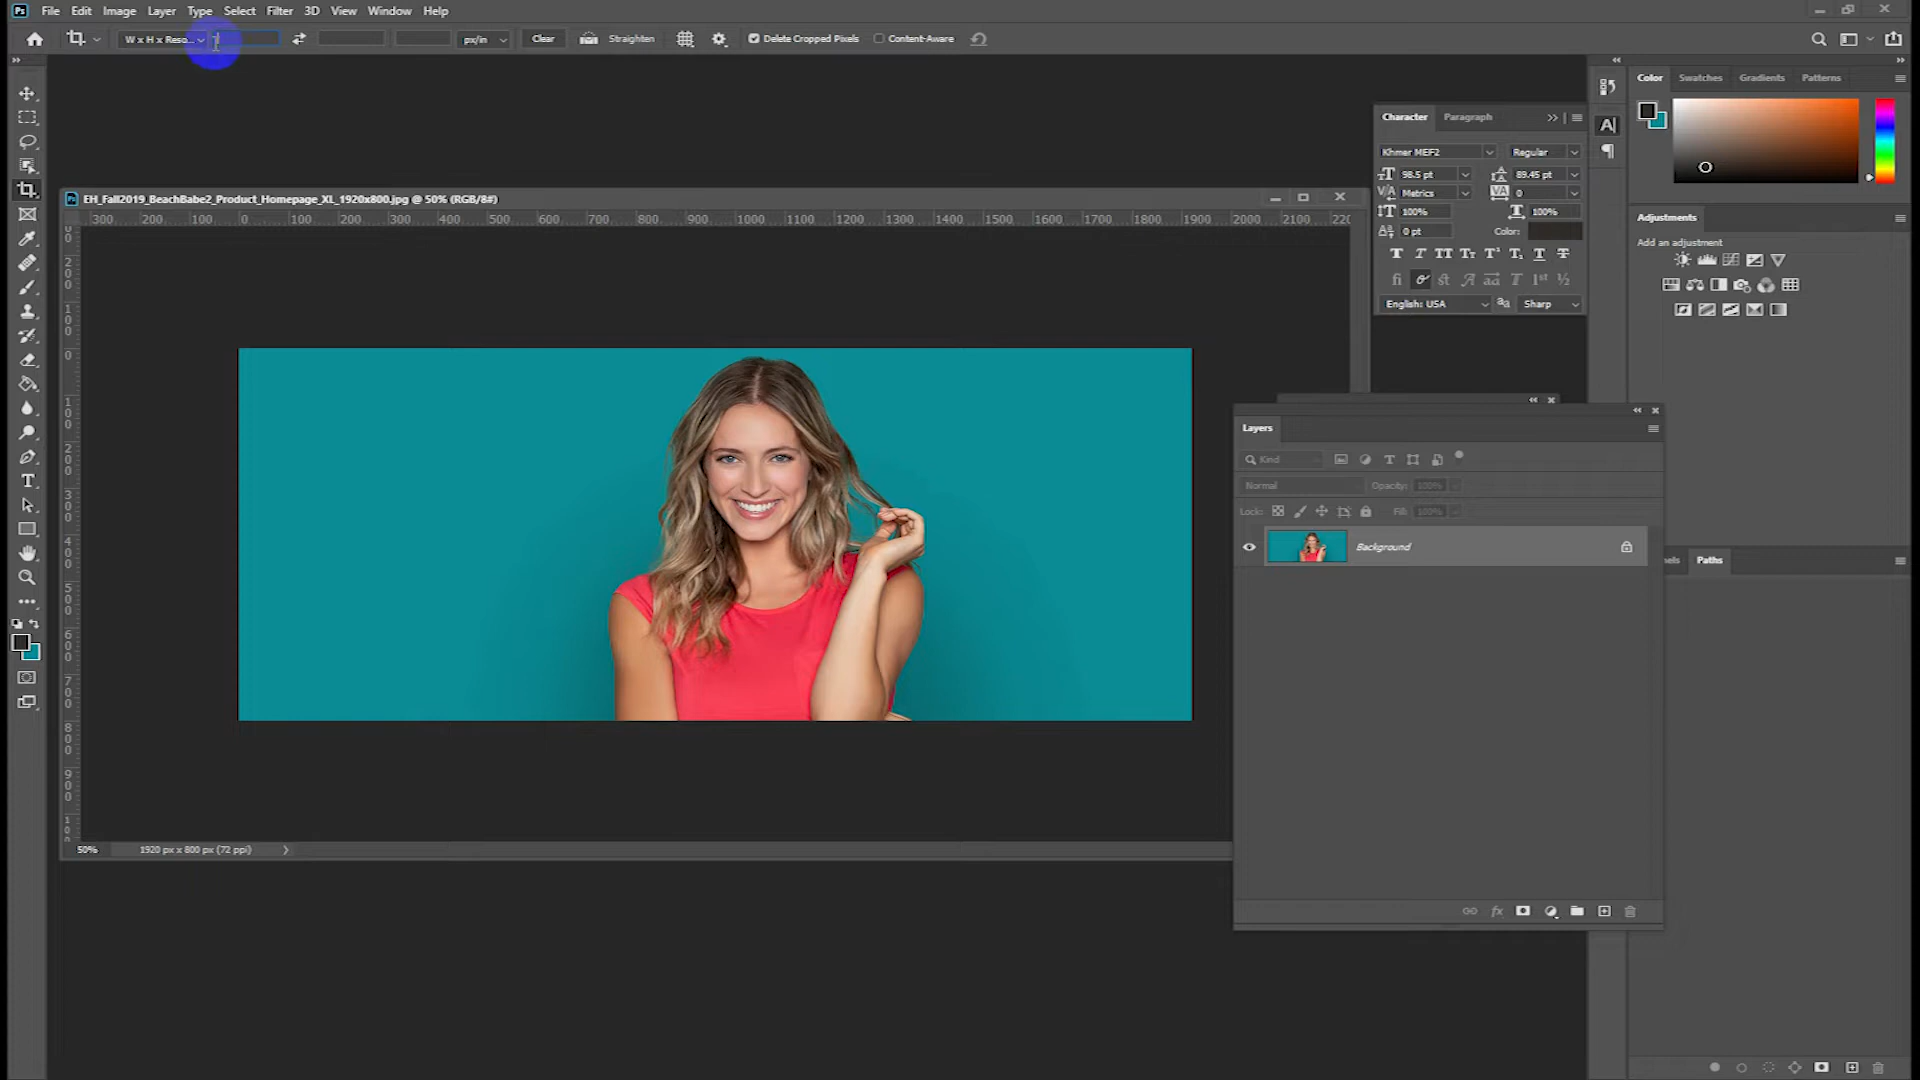 Ps File Edit Image Layer Type Select Filter 3D View Window Help
W x H x Reso... px/in Clear Straighten Delete Cropped Pixels Content-Aware
Color Swatches Gradients Patterns
Character Paragraph
Khmer MEF2 Regular
98.5 pt 89.45 pt
Metrics 0
100% 100%
0 pt Color:
English: USA aa Sharp
Adjustments
Add an adjustment
EH_Fall2019_BeachBabe2_Product_Homepage_XL_1920x800.jpg @ 50% (RGB/8#)
300 200 100 0 100 200 300 400 500 600 700 800 900 1000 1100 1200 1300 1400 1500 1600 1700 1800 1900 2000 2100 220
Layers
Kind
Normal Opacity: 100%
Lock: Fill: 100%
Background
Paths
50% 1920 px x 800 px (72 ppi)